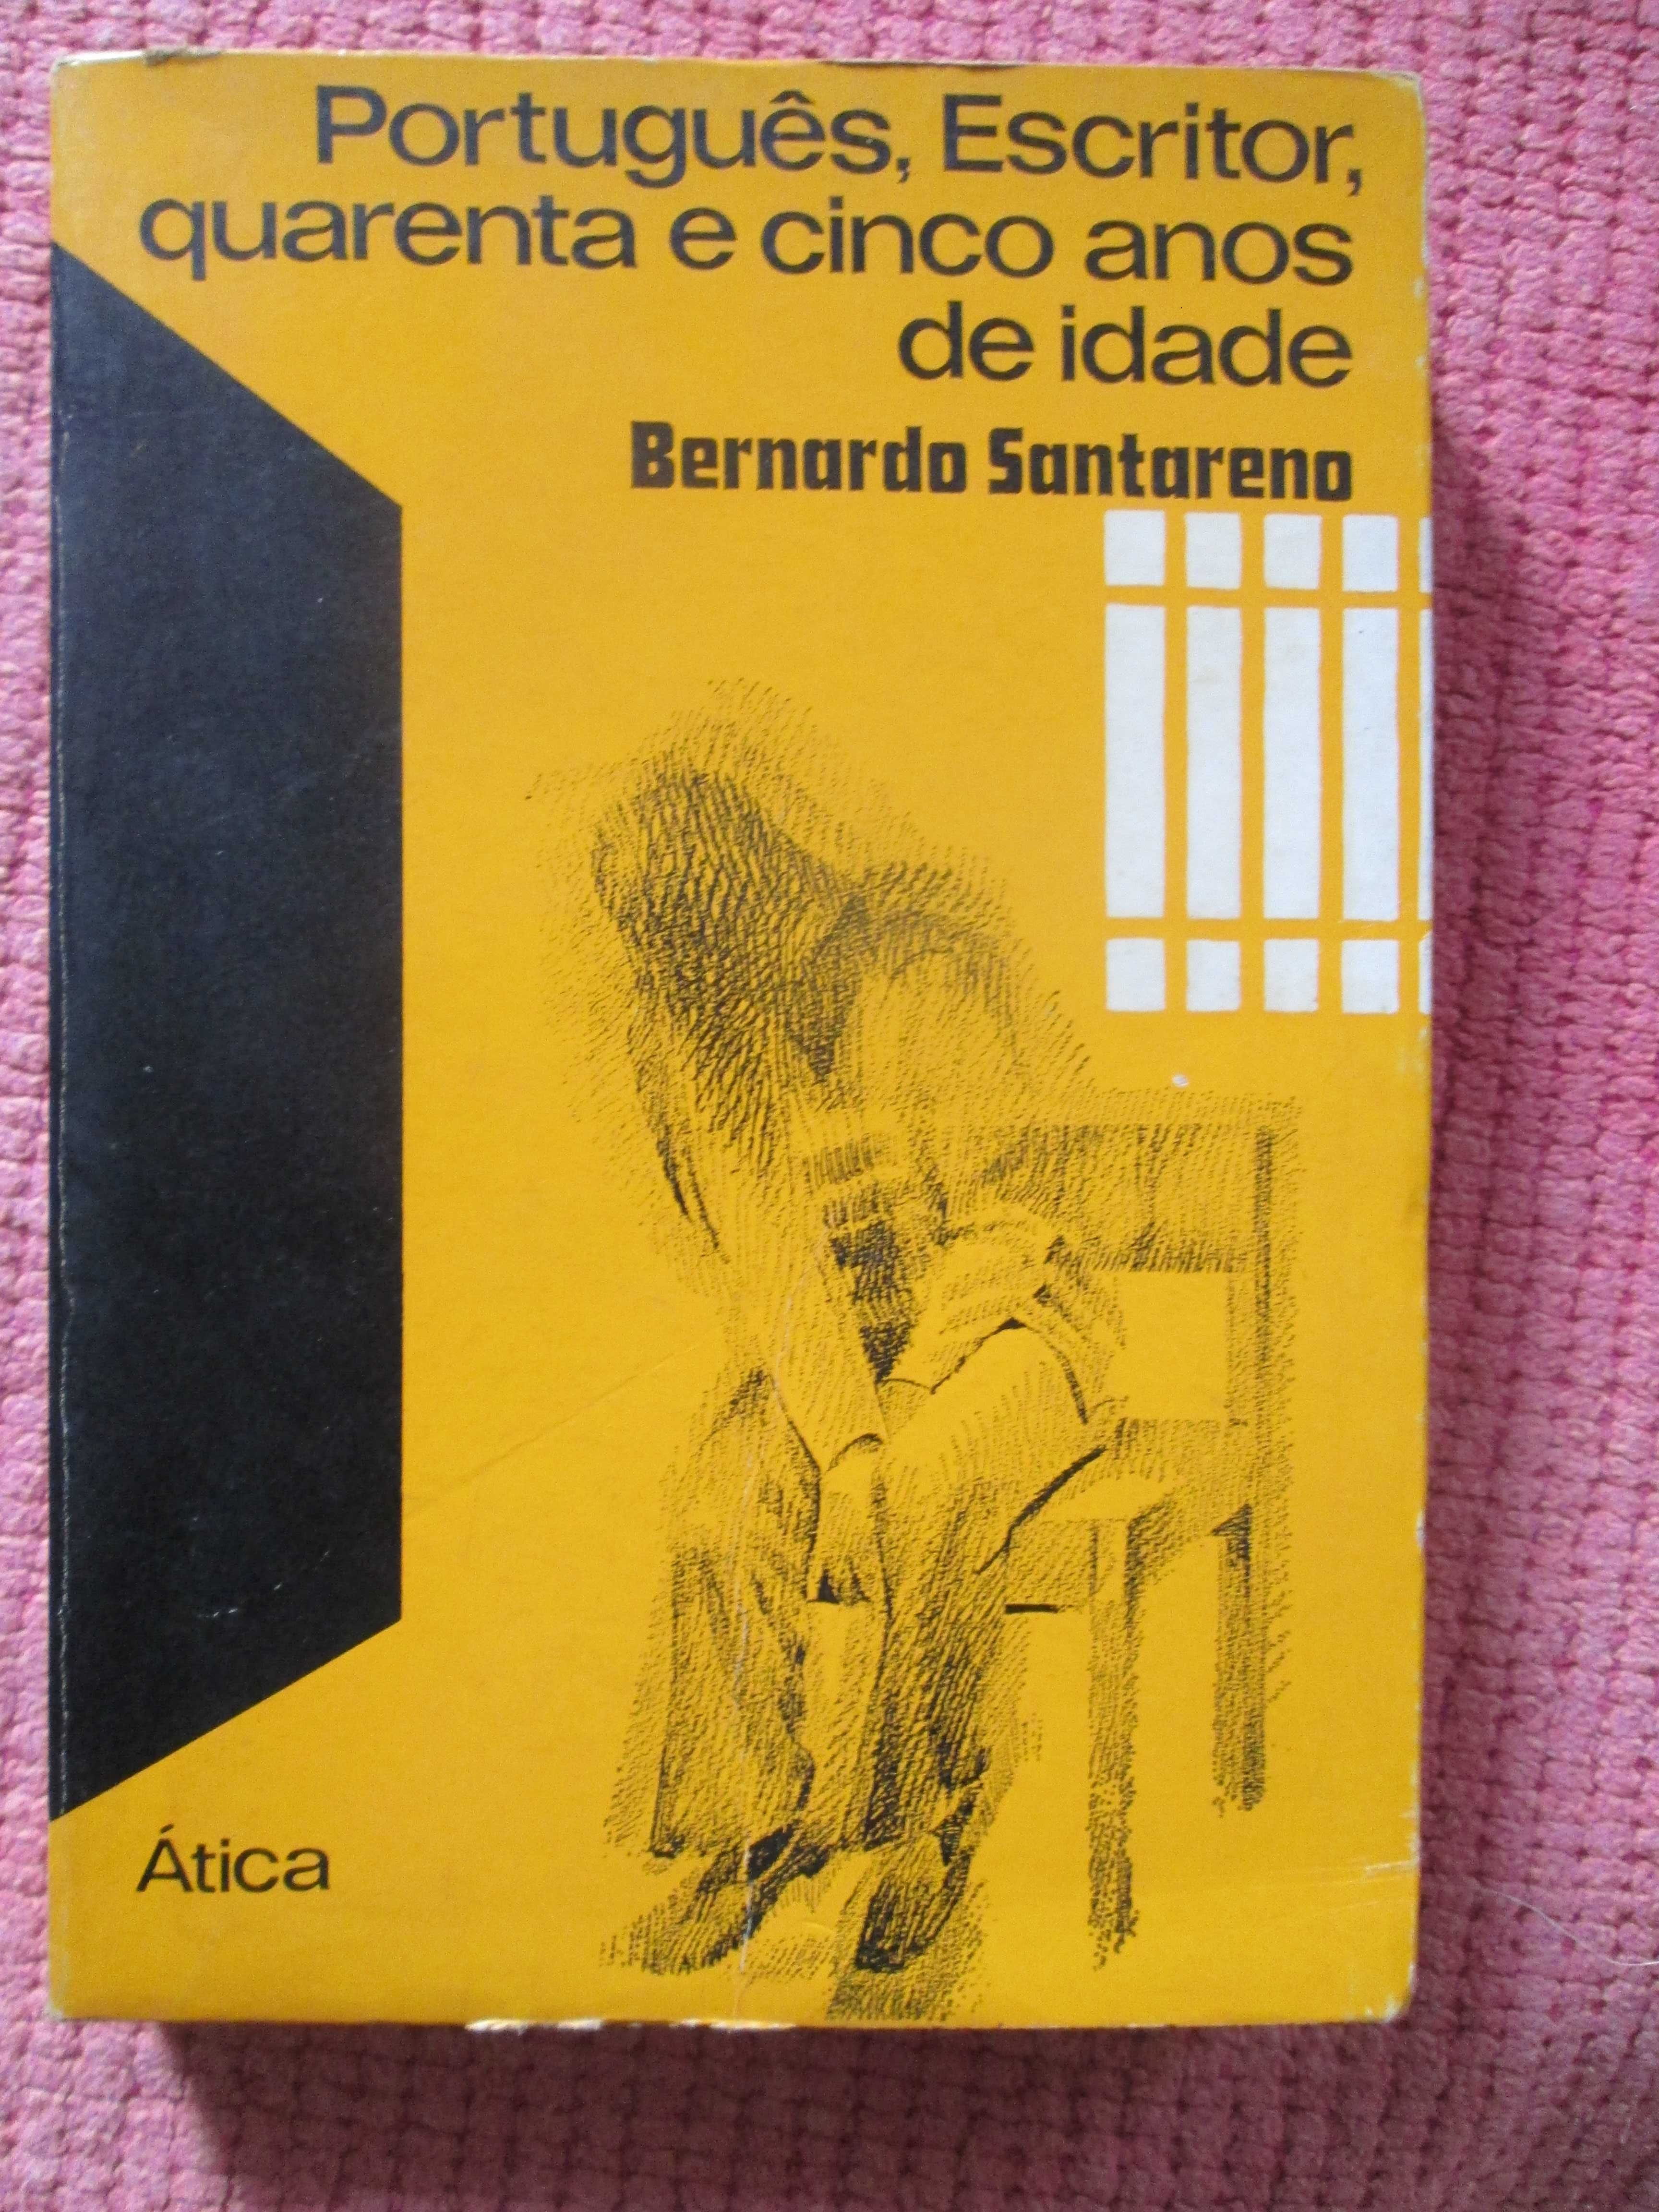 Português, Escritor,
quarenta e cinco anos
de idade
Bernardo Santareno
Ática